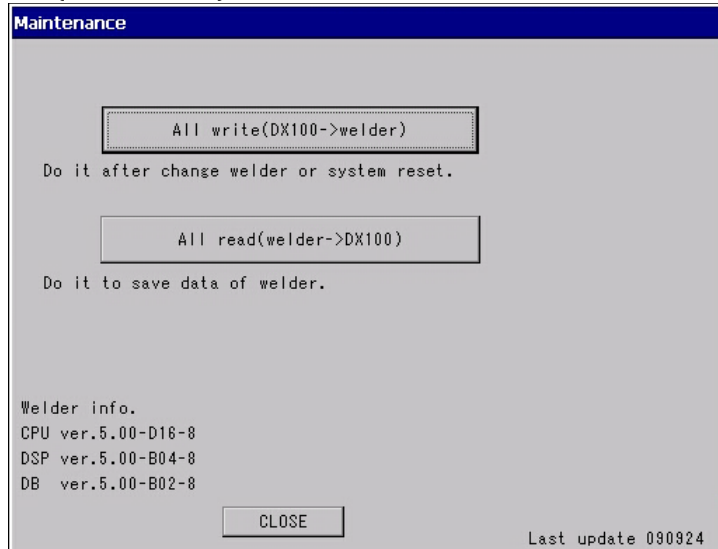 Maintenance
All write(DX100->welder)
Do it after change welder or system reset.
All read(welder->DX100)
Do it to save data of welder.
Welder info.
CPU ver.5.00-D16-8
DSP ver.5.00-B04-8
DB  ver.5.00-B02-8
CLOSE
Last update 090924